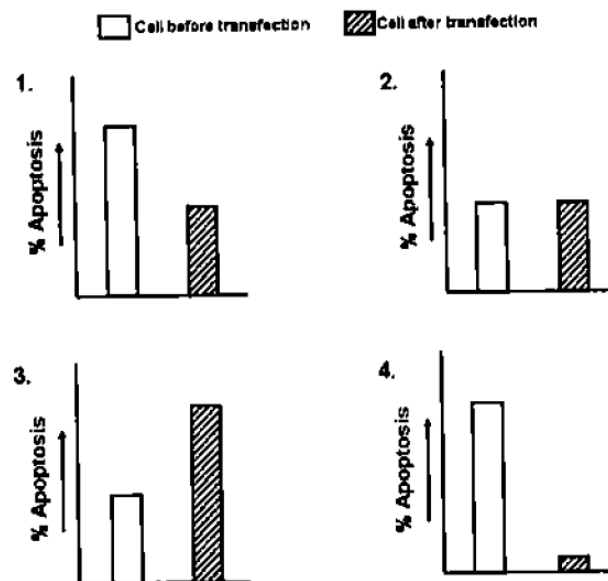 Cell before transfection Cell after transfection
1. 2.
% Apoptosis % Apoptosis
3. 4.
% Apoptosis % Apoptosis